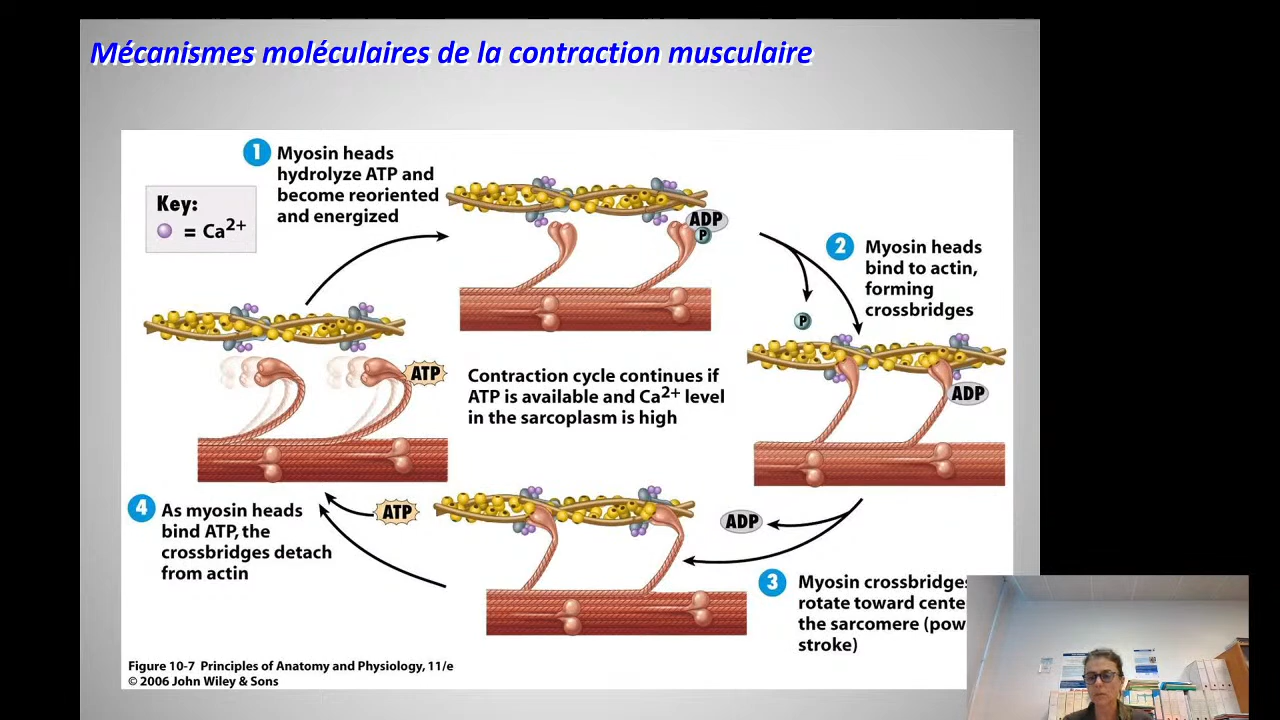 Mécanismes moléculaires de la contraction musculaire
1 Myosin heads
hydrolyze ATP and
become reoriented
and energized
Key:
= Ca2+
ADP
P
2 Myosin heads
bind to actin,
forming
crossbridges
P
ATP
Contraction cycle continues if
ATP is available and Ca2+ level
in the sarcoplasm is high
ADP
4 As myosin heads
bind ATP, the
crossbridges detach
from actin
ATP
ADP
3 Myosin crossbridges
rotate toward cente
the sarcomere (pow
stroke)
Figure 10-7 Principles of Anatomy and Physiology, 11/e
© 2006 John Wiley & Sons